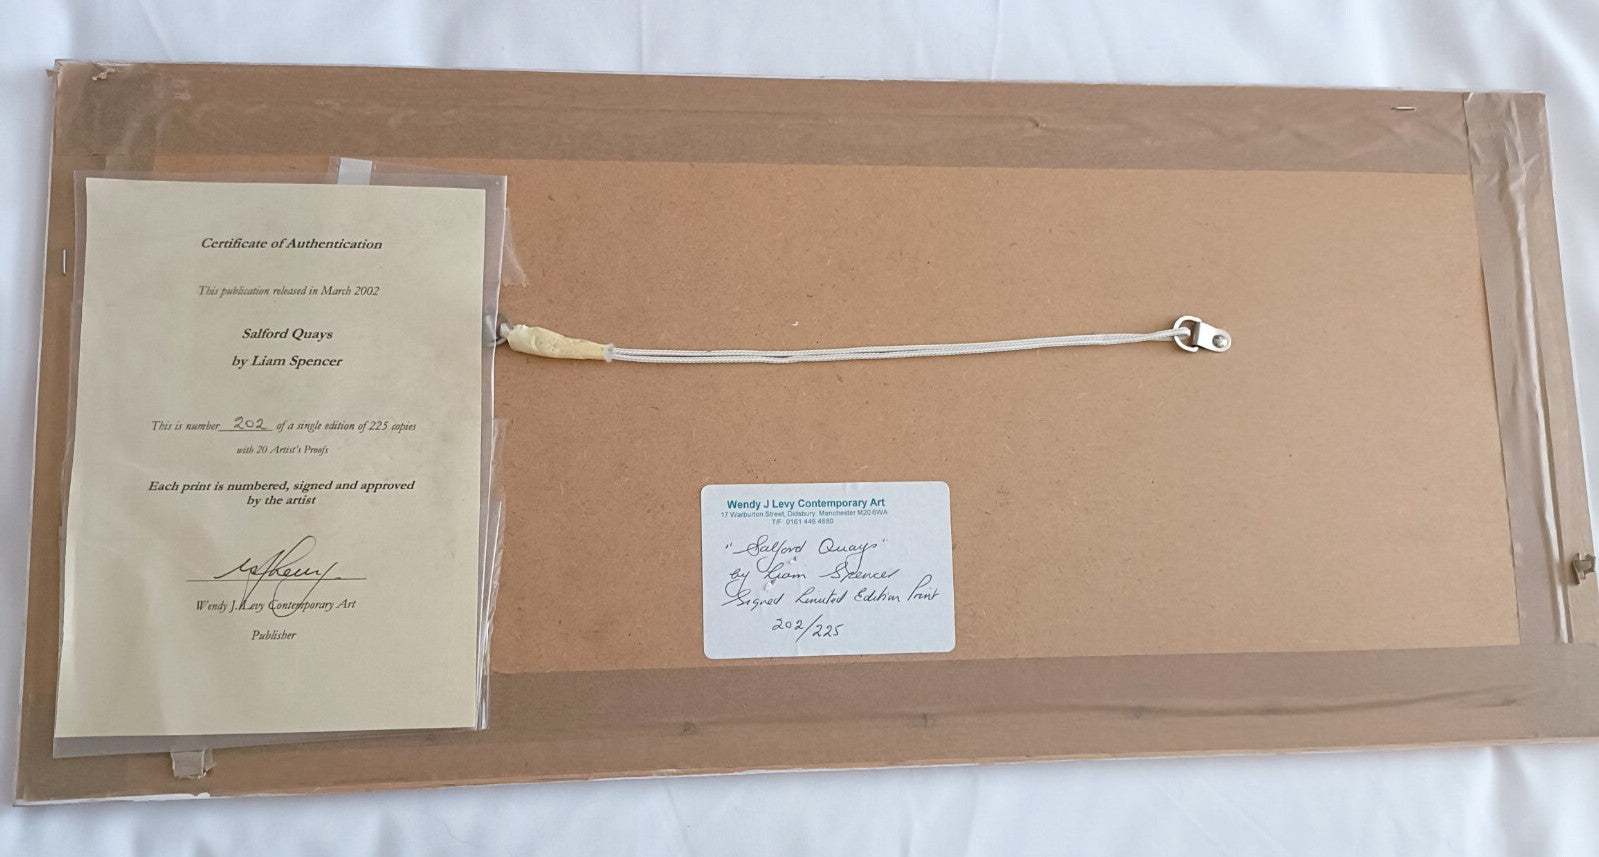 Certificate of Authentication
This publication released in March 2002
Salford Quays
by Liam Spencer
This is number 202 of a single edition of 225 copies
with 20 Artist's Proofs
Each print is numbered, signed and approved
by the artist
Wendy J. Levy Contemporary Art
Publisher
Wendy J Levy Contemporary Art
17 Warburton Street, Didsbury, Manchester M20 6WA
T/F 0161 446 4880
"Salford Quays"
by Liam Spencer
Signed Limited Edition Print
202/225